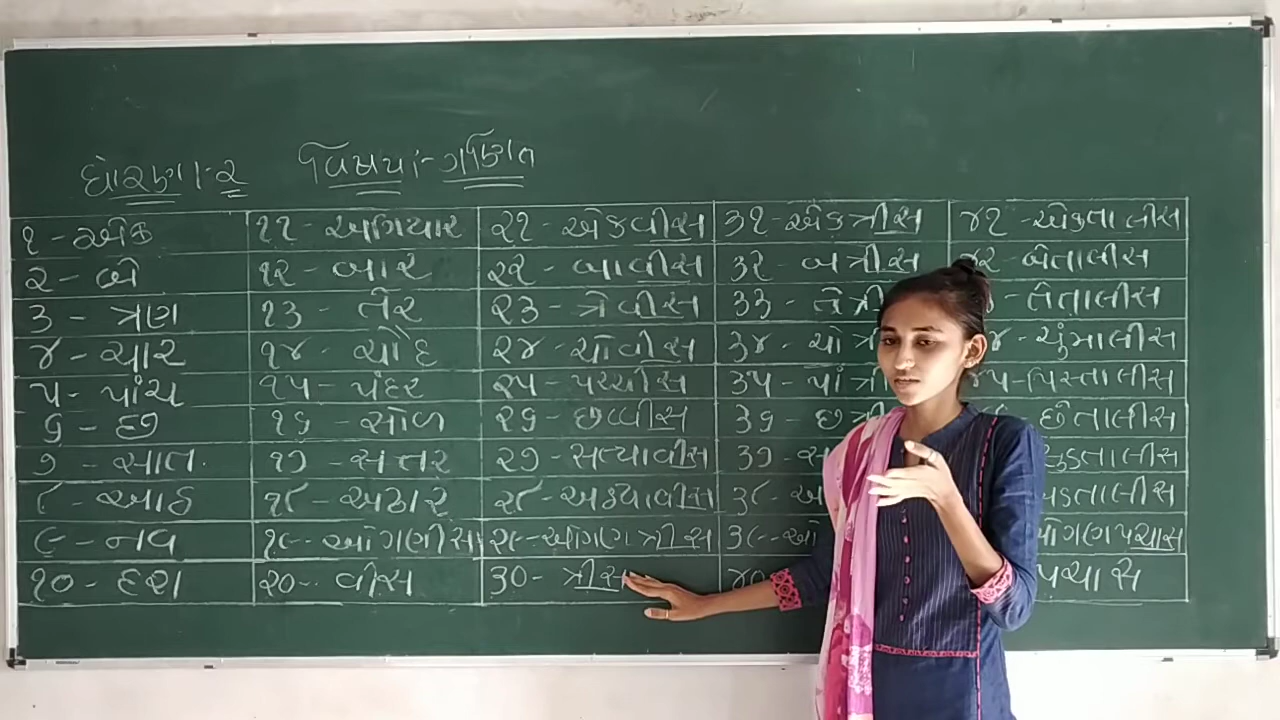 ધોરણ :- ૨ વિષય :- ગણિત
૧ - એક ૧૧ - અગિયાર ૨૧ - એકવીસ ૩૧ - એકત્રીસ ૪૧ - એકતાલીસ
૨ - બે ૧૨ - બાર ૨૨ - બાવીસ ૩૨ - બત્રીસ ૪૨ - બેતાલીસ
૩ - ત્રણ ૧૩ - તેર ૨૩ - ત્રેવીસ ૩૩ - તેત્રી - તેતાલીસ
૪ - ચાર ૧૪ - ચૌદ ૨૪ - ચોવીસ ૩૪ - ચોત્રી ૪ - ચુંમાલીસ
૫ - પાંચ ૧૫ - પંદર ૨૫ - પચ્ચીસ ૩૫ - પાંત્રી ૪૫ - પિસ્તાલીસ
૬ - છ ૧૬ - સોળ ૨૬ - છવ્વીસ ૩૬ - છત્રી - છેતાલીસ
૭ - સાત ૧૭ - સત્તર ૨૭ - સત્યાવીસ ૩૭ - સ ુડતાલીસ
૮ - આઠ ૧૮ - અઢાર ૨૮ - અઠ્યાવીસ ૩૮ - અ ડતાલીસ
૯ - નવ ૧૯ - ઓગણીસ ૨૯ - ઓગણત્રીસ ૩૯ - ઓ ઓગણપચાસ
૧૦ - દશ ૨૦ - વીસ ૩૦ - ત્રીસ ૪૦ પચાસ